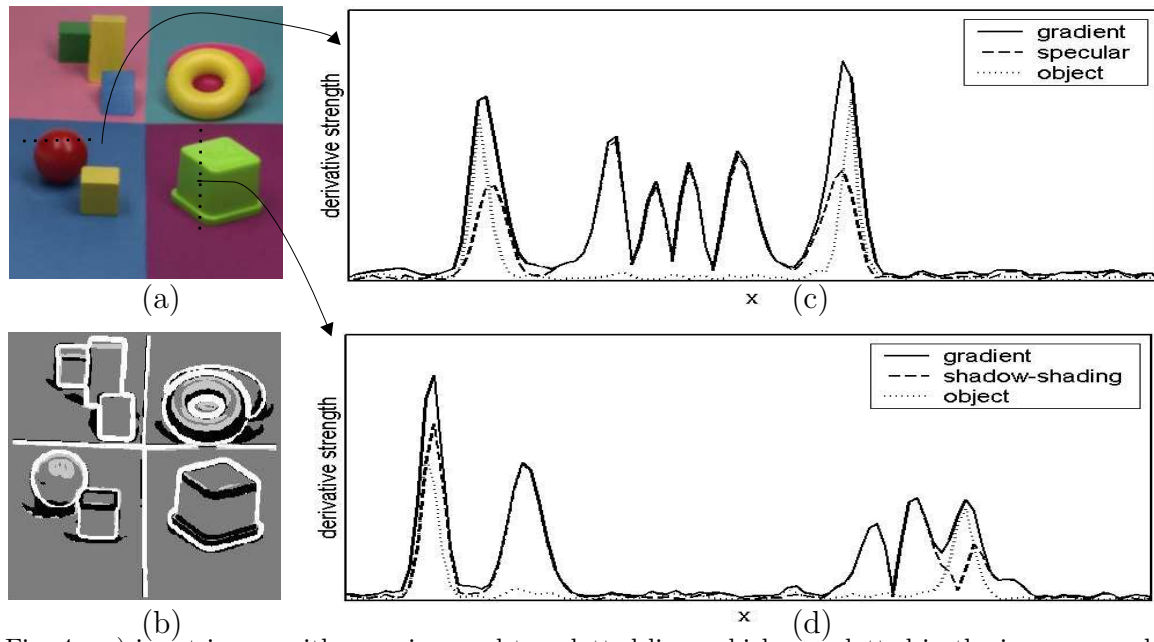 gradient
specular
object
derivative strength
x
(a)
(c)
gradient
shadow-shading
object
derivative strength
x
(b)
(d)